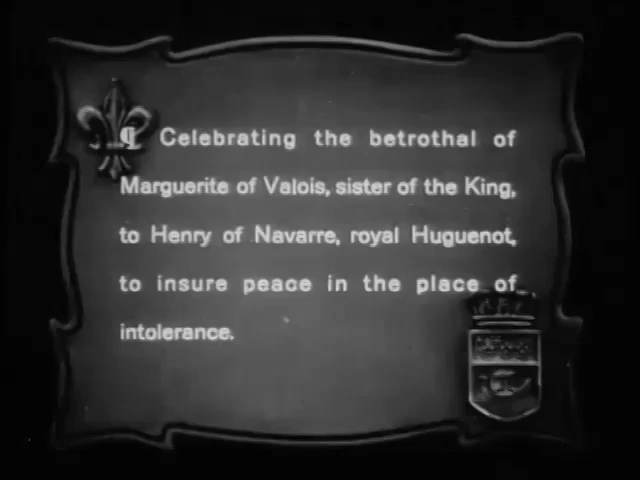 ¶ Celebrating the betrothal of
Marguerite of Valois, sister of the King,
to Henry of Navarre, royal Huguenot,
to insure peace in the place of
intolerance.